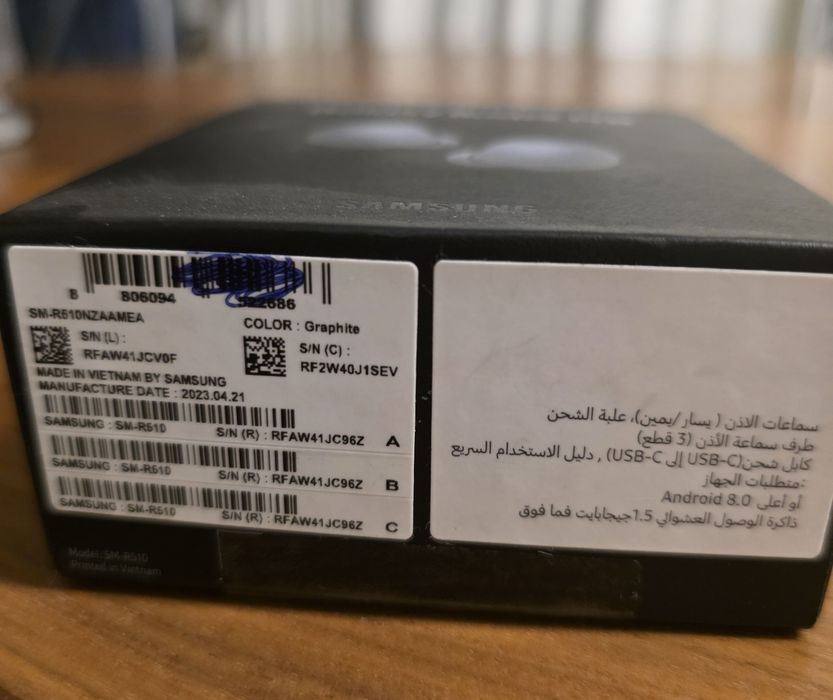 SAMSUNG
8 806094 522686
SM-R510NZAAMEA
COLOR : Graphite
S/N (L) :
RFAW41JCV0F
S/N (C) :
RF2W40J1SEV
MADE IN VIETNAM BY SAMSUNG
MANUFACTURE DATE : 2023.04.21
SAMSUNG : SM-R510 S/N (R) : RFAW41JC96Z A
SAMSUNG : SM-R510 S/N (R) : RFAW41JC96Z B
SAMSUNG : SM-R510 S/N (R) : RFAW41JC96Z C
Model: SM-R510
Printed in Vietnam
سماعات الاذن ( يسار /يمين)، علبة الشحن
طرف سماعة الأذن (3 قطع)
كابل شحن(USB-C إلى USB-C) , دليل الاستخدام السريع
متطلبات الجهاز:
أو أعلى Android 8.0
ذاكرة الوصول العشوائي 1.5جيجابايت فما فوق